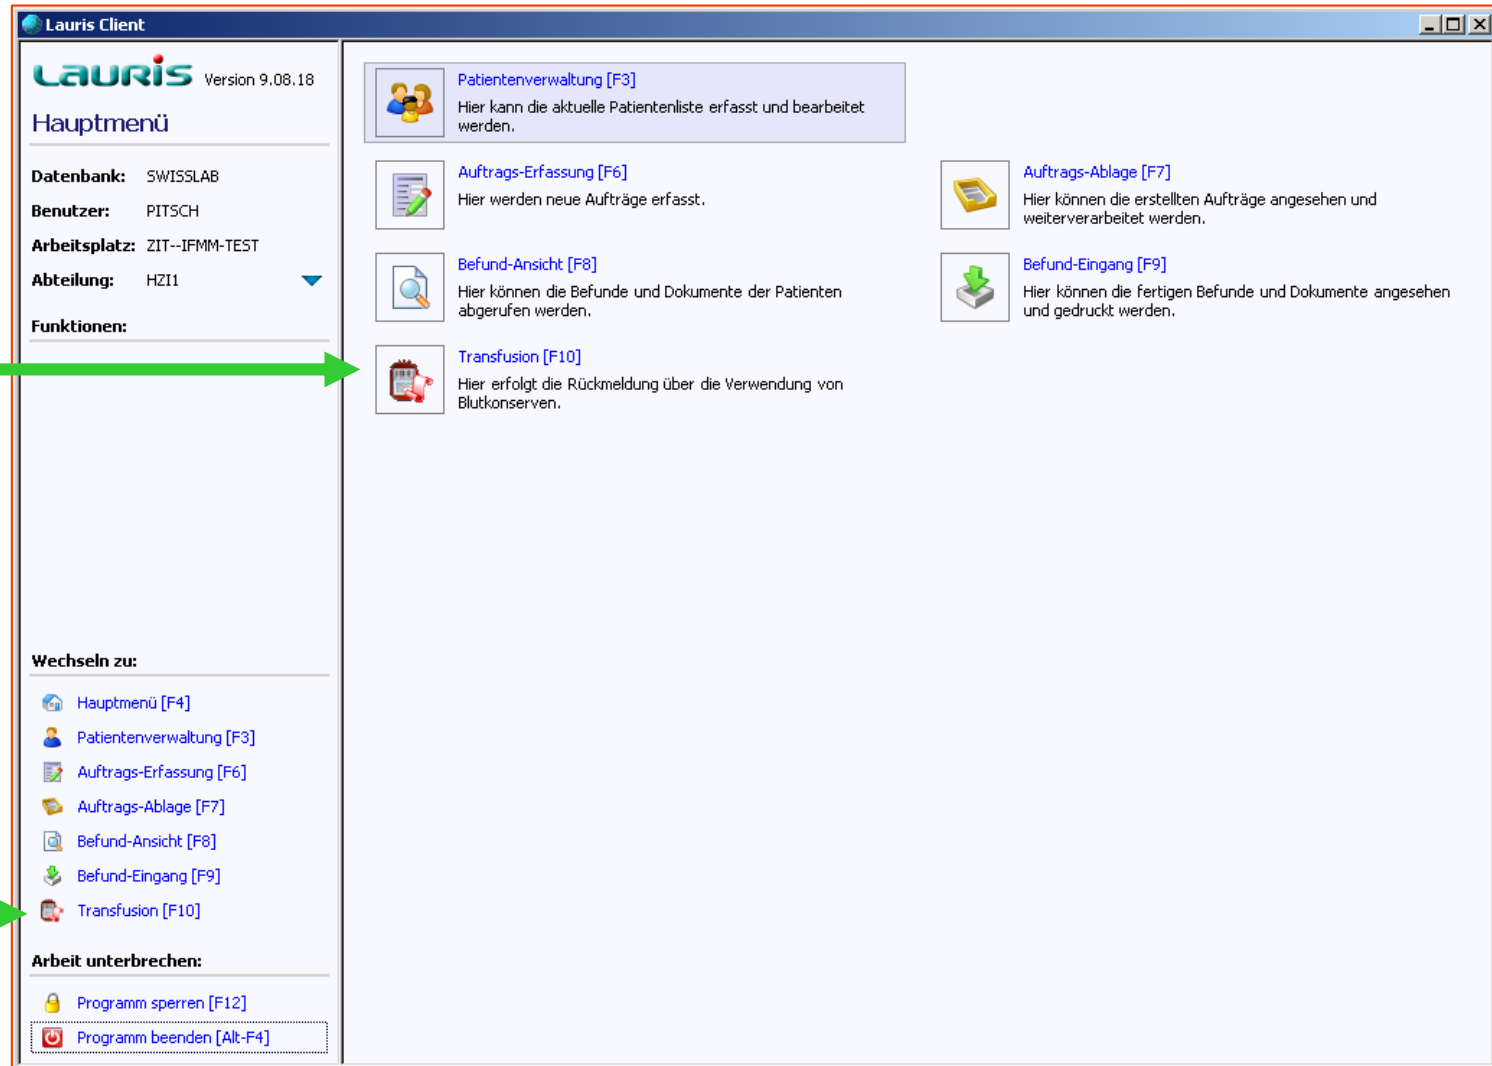 Lauris Client
Lauris Version 9.08.18
Hauptmenü
Datenbank: SWISSLAB
Benutzer: PITSCH
Arbeitsplatz: ZIT--IFMM-TEST
Abteilung: HZI1
Funktionen:
Patientenverwaltung [F3]
Hier kann die aktuelle Patientenliste erfasst und bearbeitet
werden.
Auftrags-Erfassung [F6]
Hier werden neue Aufträge erfasst.
Auftrags-Ablage [F7]
Hier können die erstellten Aufträge angesehen und
weiterverarbeitet werden.
Befund-Ansicht [F8]
Hier können die Befunde und Dokumente der Patienten
abgerufen werden.
Befund-Eingang [F9]
Hier können die fertigen Befunde und Dokumente angesehen
und gedruckt werden.
Transfusion [F10]
Hier erfolgt die Rückmeldung über die Verwendung von
Blutkonserven.
Wechseln zu:
Hauptmenü [F4]
Patientenverwaltung [F3]
Auftrags-Erfassung [F6]
Auftrags-Ablage [F7]
Befund-Ansicht [F8]
Befund-Eingang [F9]
Transfusion [F10]
Arbeit unterbrechen:
Programm sperren [F12]
Programm beenden [Alt-F4]